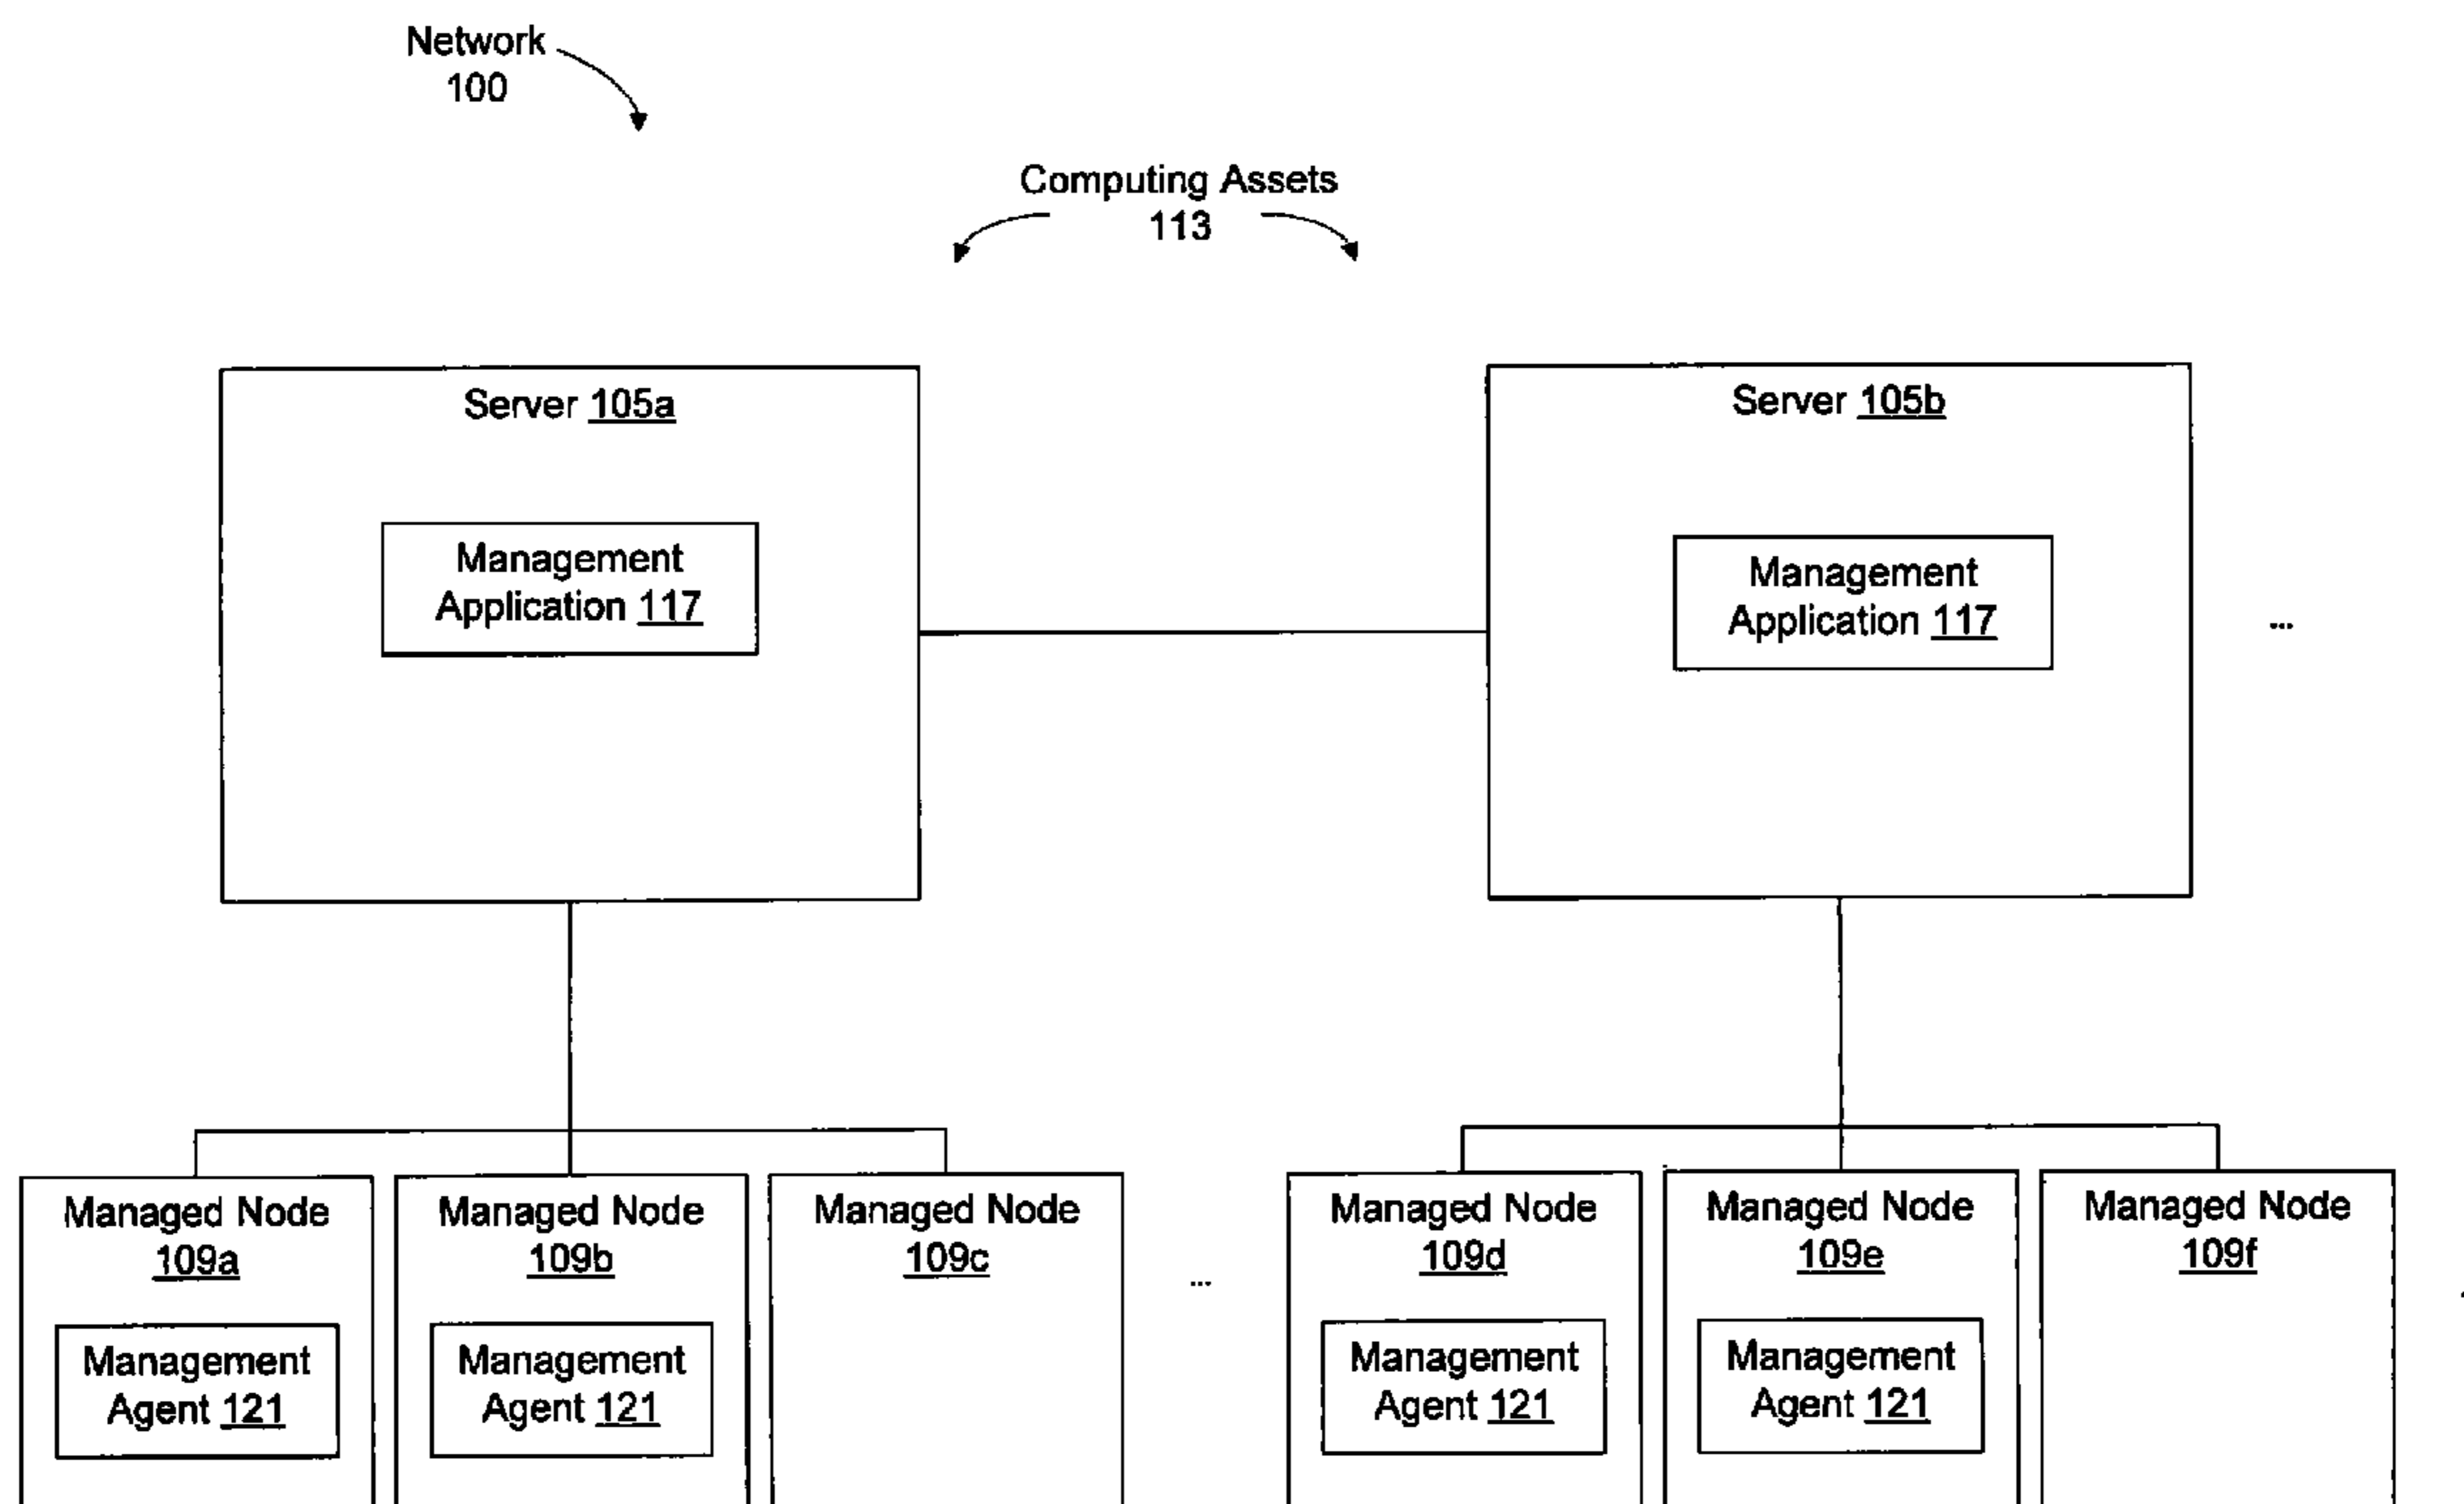 Network
100
Computing Assets
113
Server 105a
Management
Application 117
Server 105b
Management
Application 117
...
Managed Node
109a
Management
Agent 121
Managed Node
109b
Management
Agent 121
Managed Node
109c
...
Managed Node
109d
Management
Agent 121
Managed Node
109e
Management
Agent 121
Managed Node
109f